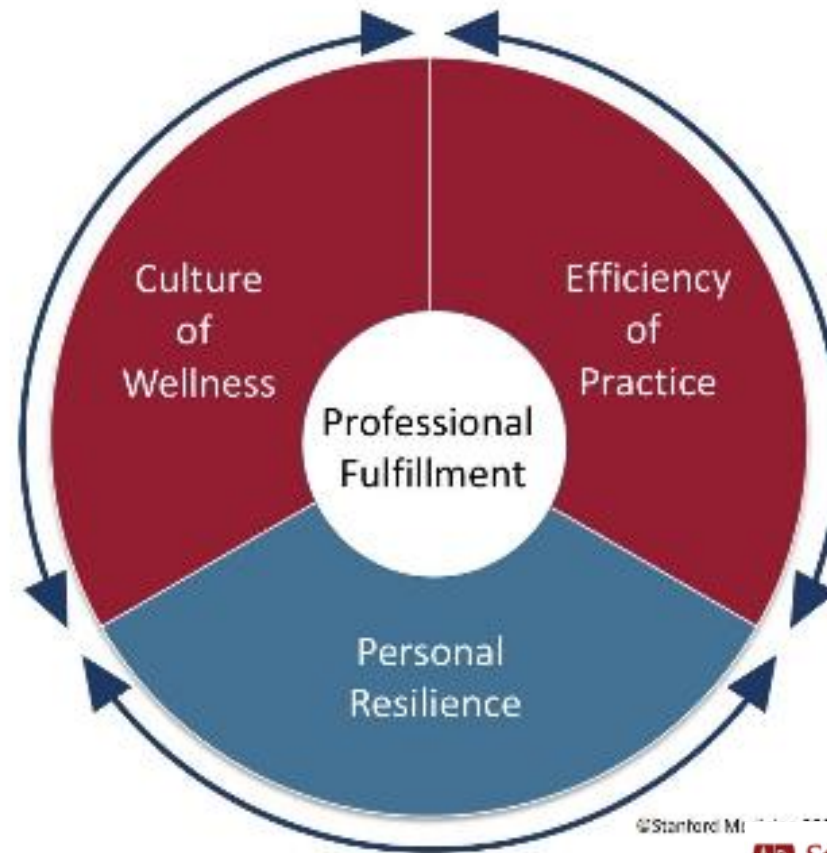 Culture
of
Wellness
Efficiency
of
Practice
Professional
Fulfillment
Personal
Resilience
©Stanford